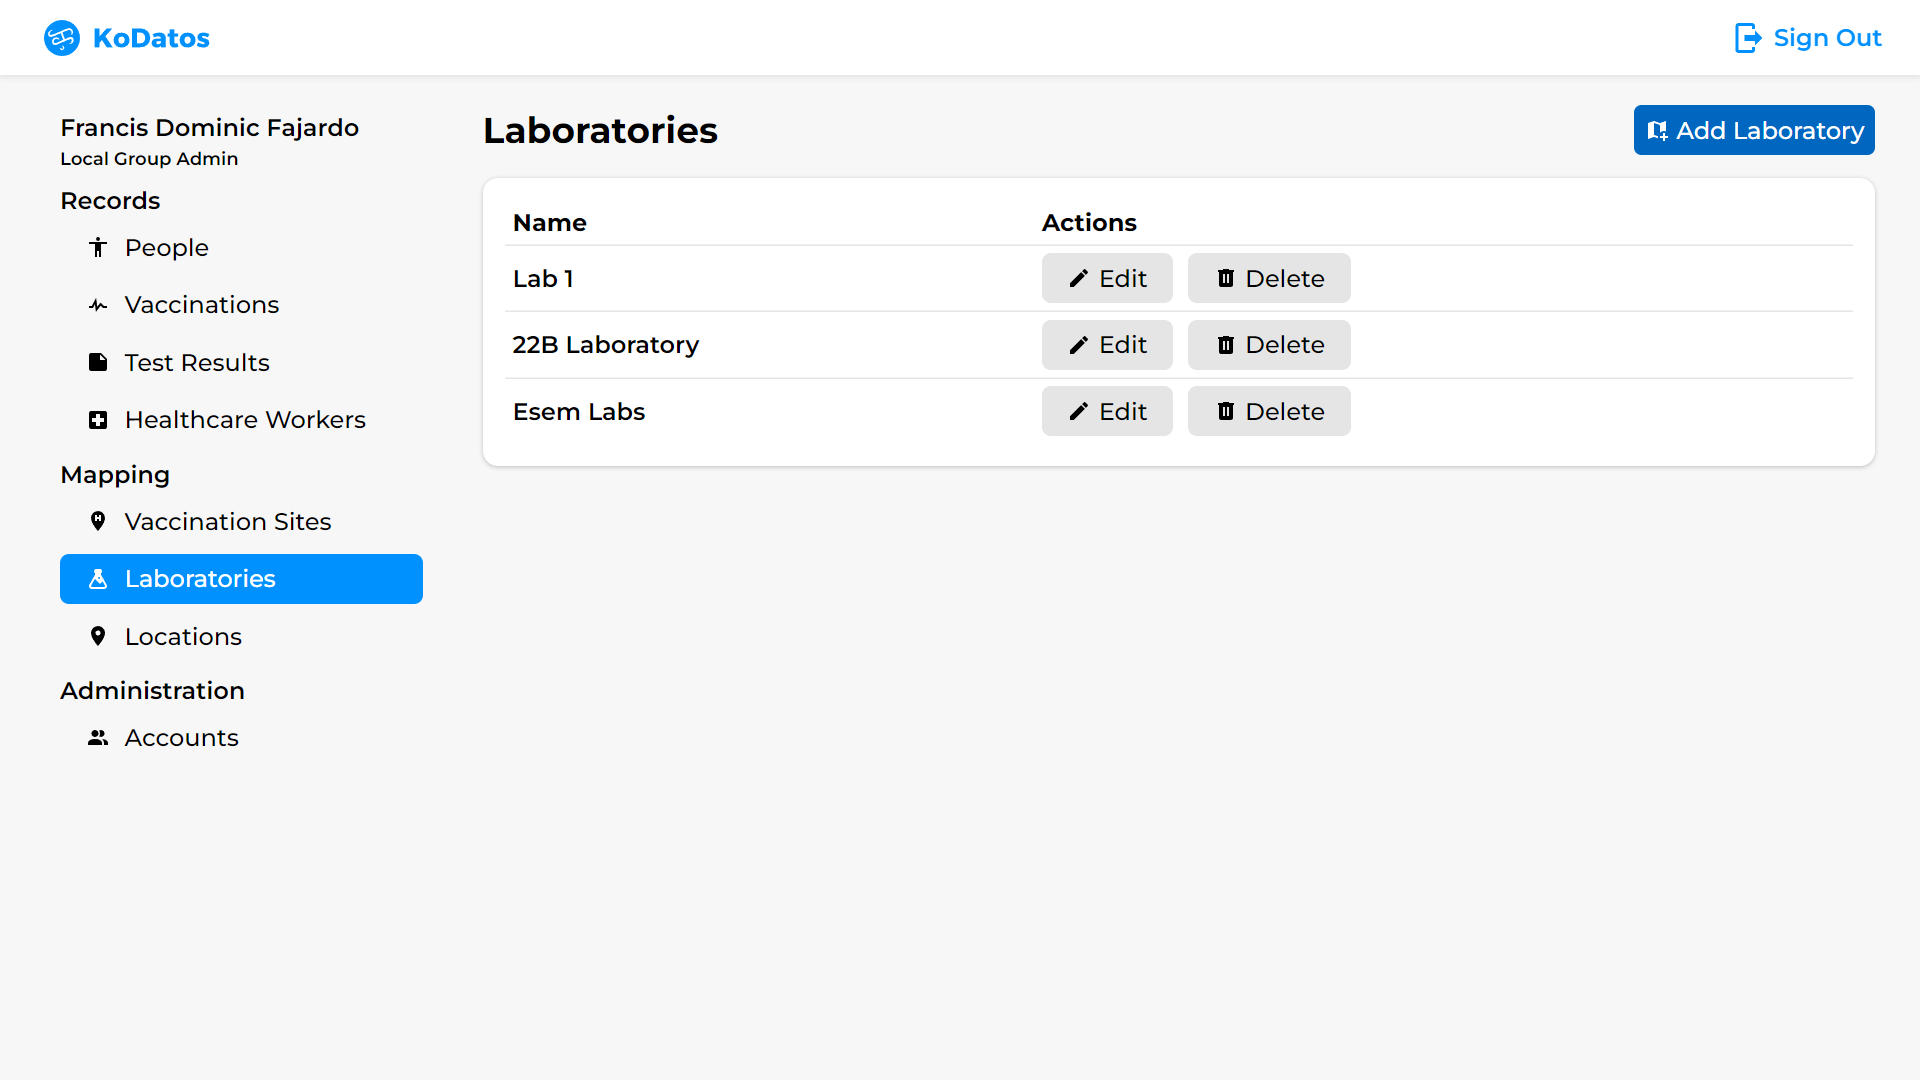 KoDatos
Sign Out
Francis Dominic Fajardo
Local Group Admin
Records
People
Vaccinations
Test Results
Healthcare Workers
Mapping
Vaccination Sites
Laboratories
Locations
Administration
Accounts
Laboratories
Add Laboratory
Name Actions
Lab 1 Edit Delete
22B Laboratory Edit Delete
Esem Labs Edit Delete